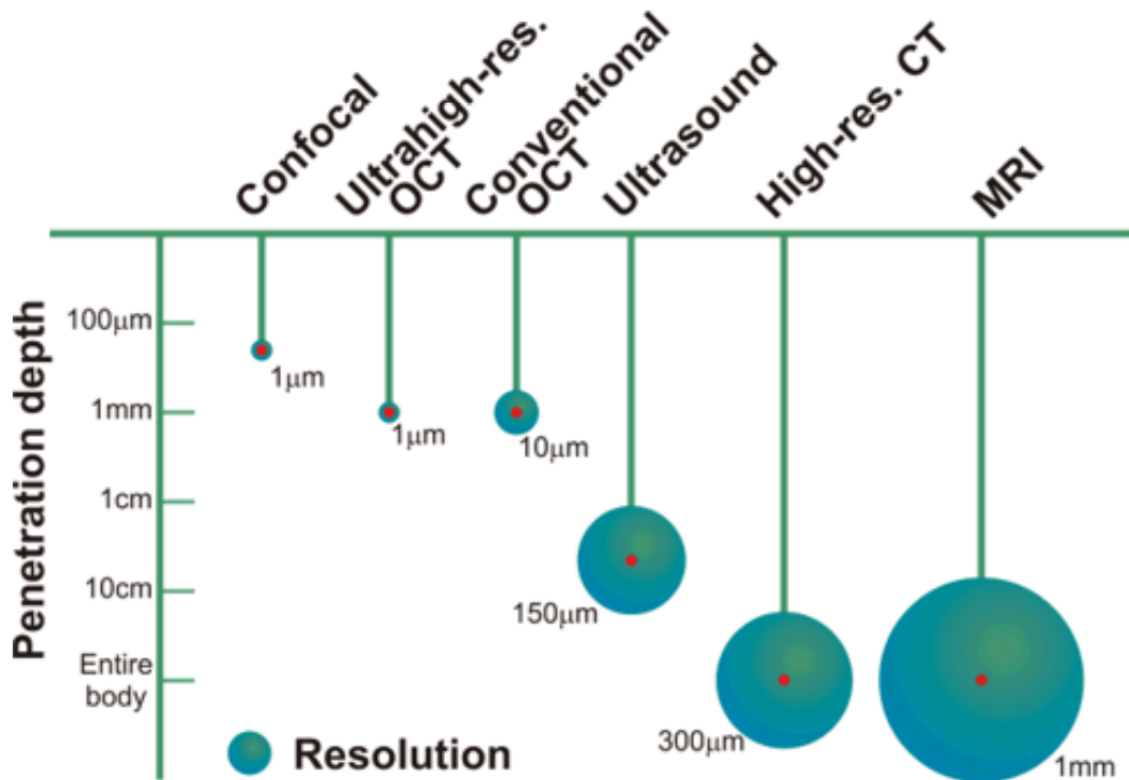 Confocal
Ultrahigh-res.
OCT
Conventional
OCT
Ultrasound
High-res. CT
MRI
Penetration depth
100μm
1mm
1cm
10cm
Entire
body
1μm
1μm
10μm
150μm
300μm
1mm
Resolution